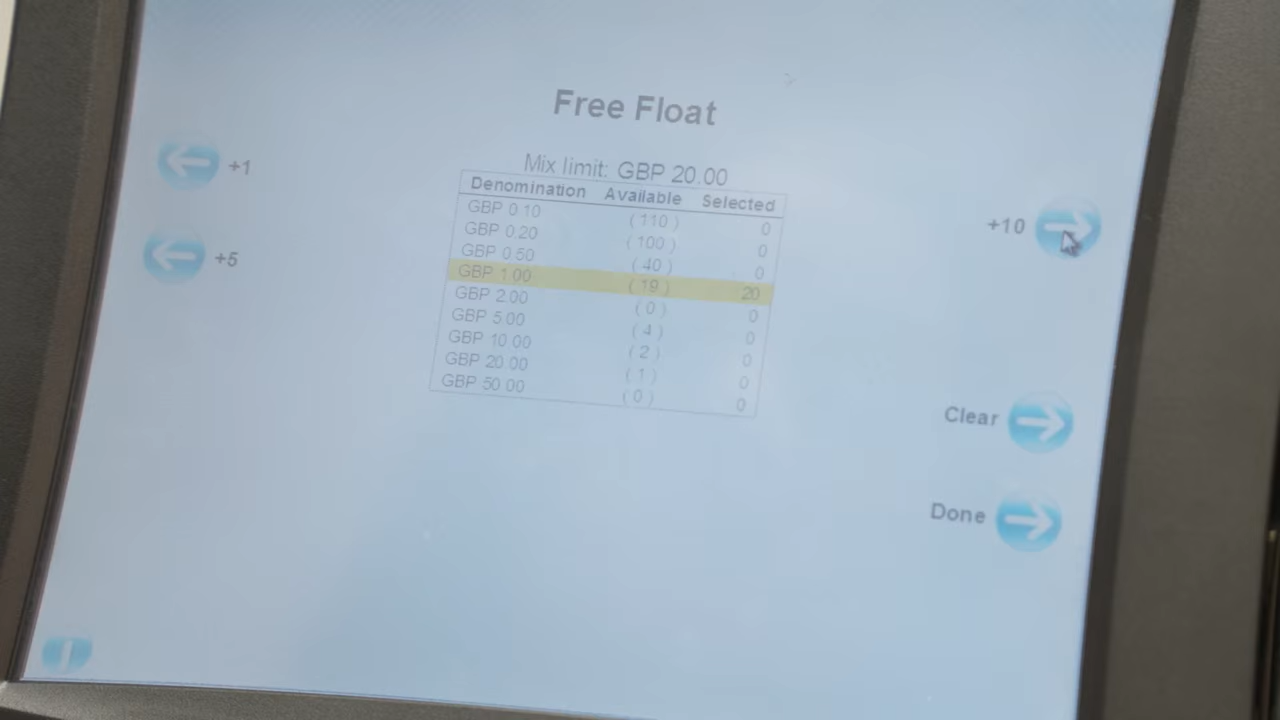 Free Float
+1
Mix limit: GBP 20.00
Denomination Available Selected
GBP 0.10 (110) 0
GBP 0.20 (100) 0
GBP 0.50 (40) 0
GBP 1.00 (19) 20
GBP 2.00 (0) 0
GBP 5.00 (4) 0
GBP 10.00 (2) 0
GBP 20.00 (1) 0
GBP 50.00 (0) 0
+10
+5
Clear
Done